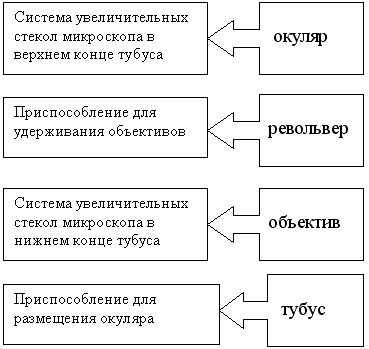 Система увеличительных
стекол микроскопа в
верхнем конце тубуса
окуляр
Приспособление для
удерживания объективов
револьвер
Система увеличительных
стекол микроскопа в
нижнем конце тубуса
объектив
Приспособление для
размещения окуляра
тубус